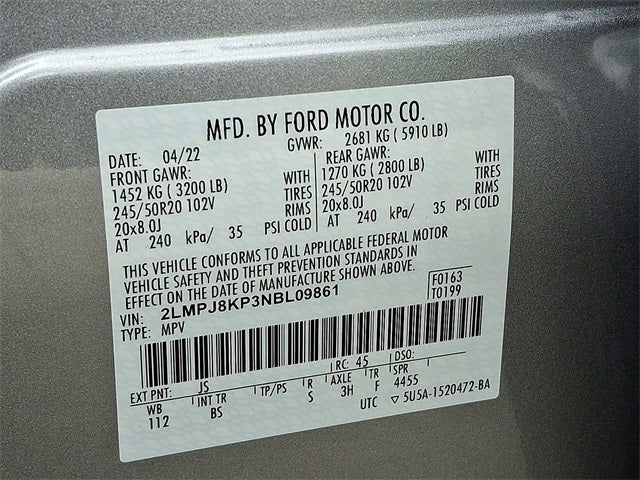 MFD. BY FORD MOTOR CO.
DATE: 04/22 GVWR: 2681 KG ( 5910 LB)
FRONT GAWR: REAR GAWR:
1452 KG ( 3200 LB) WITH 1270 KG ( 2800 LB) WITH
245/50R20 102V TIRES 245/50R20 102V TIRES
20x8.0J RIMS 20x8.0J RIMS
AT 240 kPa/ 35 PSI COLD AT 240 kPa/ 35 PSI COLD
THIS VEHICLE CONFORMS TO ALL APPLICABLE FEDERAL MOTOR
VEHICLE SAFETY AND THEFT PREVENTION STANDARDS IN
EFFECT ON THE DATE OF MANUFACTURE SHOWN ABOVE.
VIN: 2LMPJ8KP3NBL09861 F0163
TYPE: MPV T0199
EXT PNT: JS RC: 45 DSO:
WB INT TR TP/PS R AXLE TR SPR
112 BS S 3H F 4455
UTC ▽ 5U5A-1520472-BA